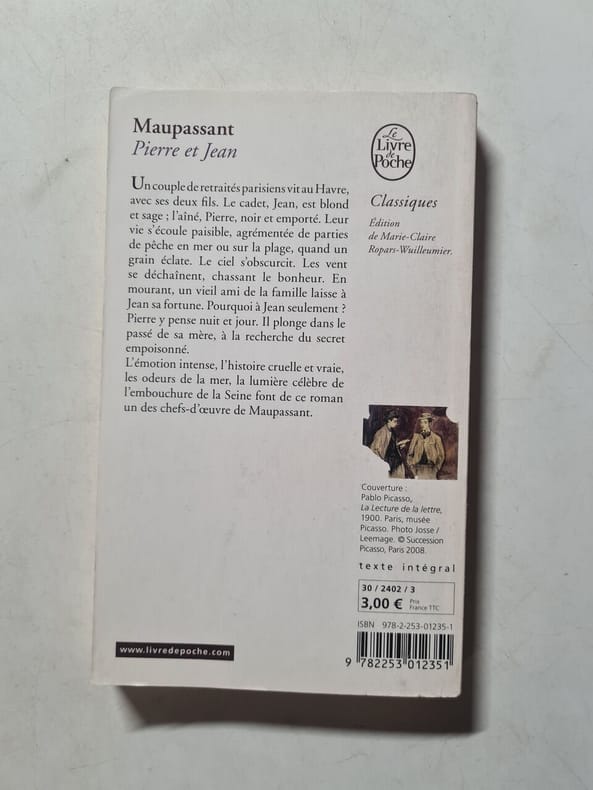 Maupassant
Pierre et Jean
Un couple de retraités parisiens vit au Havre,
avec ses deux fils. Le cadet, Jean, est blond
et sage ; l'aîné, Pierre, noir et emporté. Leur
vie s'écoule paisible, agrémentée de parties
de pêche en mer ou sur la plage, quand un
grain éclate. Le ciel s'obscurcit. Les vent
se déchaînent, chassant le bonheur. En
mourant, un vieil ami de la famille laisse à
Jean sa fortune. Pourquoi à Jean seulement ?
Pierre y pense nuit et jour. Il plonge dans le
passé de sa mère, à la recherche du secret
empoisonné.
L'émotion intense, l'histoire cruelle et vraie,
les odeurs de la mer, la lumière célèbre de
l'embouchure de la Seine font de ce roman
un des chefs-d'œuvre de Maupassant.
Le
Livre
de
Poche
Classiques
Édition
de Marie-Claire
Ropars-Wuilleumier.
Couverture :
Pablo Picasso,
La Lecture de la lettre,
1900. Paris, musée
Picasso. Photo Josse /
Leemage. © Succession
Picasso, Paris 2008.
texte intégral
30 / 2402 / 3
3,00 € Prix
France TTC
ISBN 978-2-253-01235-1
9 782253 012351
www.livredepoche.com